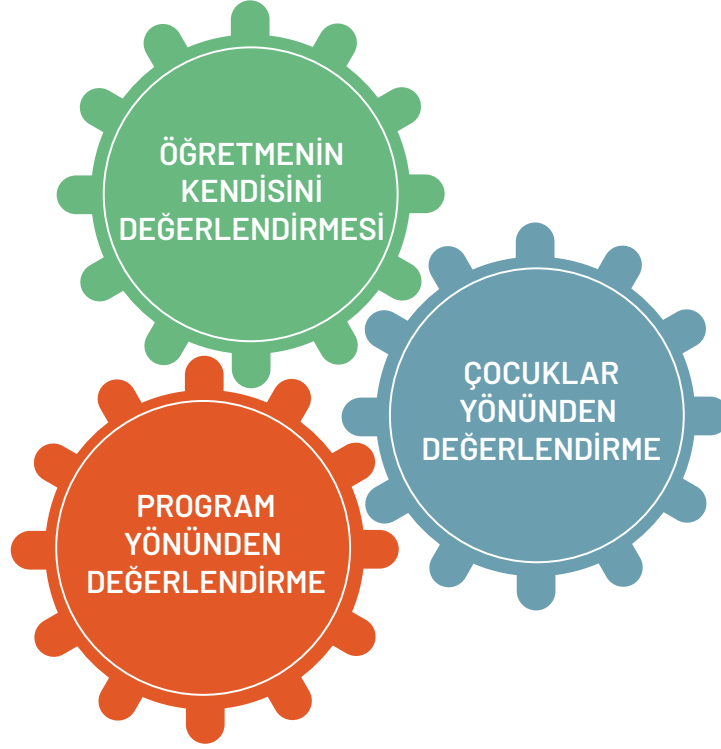 ÖĞRETMENİN
KENDİSİNİ
DEĞERLENDİRMESİ
ÇOCUKLAR
YÖNÜNDEN
DEĞERLENDİRME
PROGRAM
YÖNÜNDEN
DEĞERLENDİRME